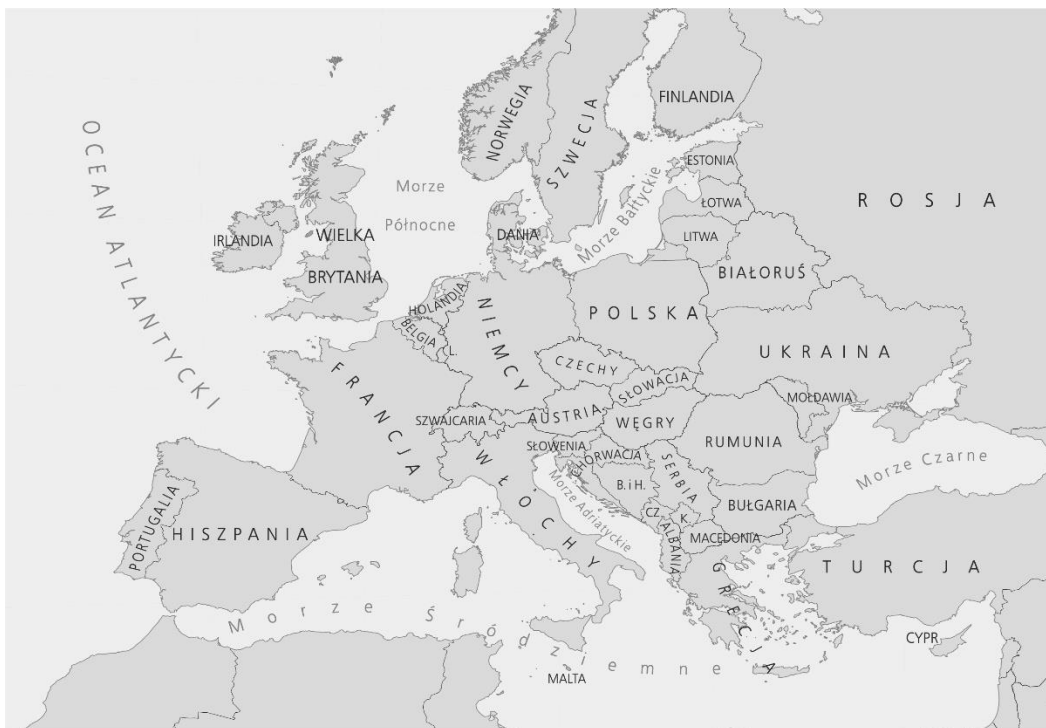 OCEAN ATLANTYCKI
NORWEGIA
SZWECJA
FINLANDIA
ESTONIA
ŁOTWA
LITWA
ROSJA
Morze
Północne
Morze Bałtyckie
IRLANDIA
WIELKA
BRYTANIA
DANIA
BIAŁORUŚ
HOLANDIA
BELGIA
L.
NIEMCY
POLSKA
UKRAINA
CZECHY
SŁOWACJA
MOŁDAWIA
FRANCJA
SZWAJCARIA
AUSTRIA
WĘGRY
RUMUNIA
SŁOWENIA
CHORWACJA
WŁOCHY
B. i H.
SERBIA
Morze Adriatyckie
Morze Czarne
CZ.
K.
BUŁGARIA
ALBANIA
MACEDONIA
PORTUGALIA
HISZPANIA
GRECJA
TURCJA
Morze Śródziemne
CYPR
MALTA